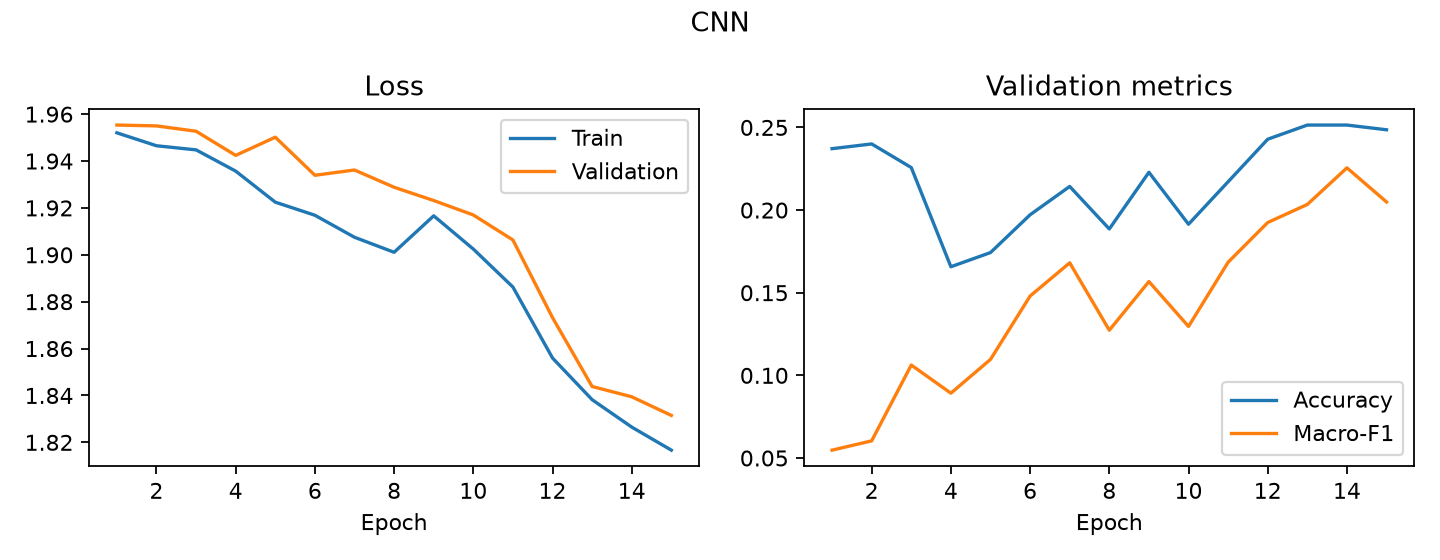 CNN
Loss
1.96
1.94
1.92
1.90
1.88
1.86
1.84
1.82
Train
Validation
2 4 6 8 10 12 14
Epoch
Validation metrics
0.25
0.20
0.15
0.10
0.05
Accuracy
Macro-F1
2 4 6 8 10 12 14
Epoch